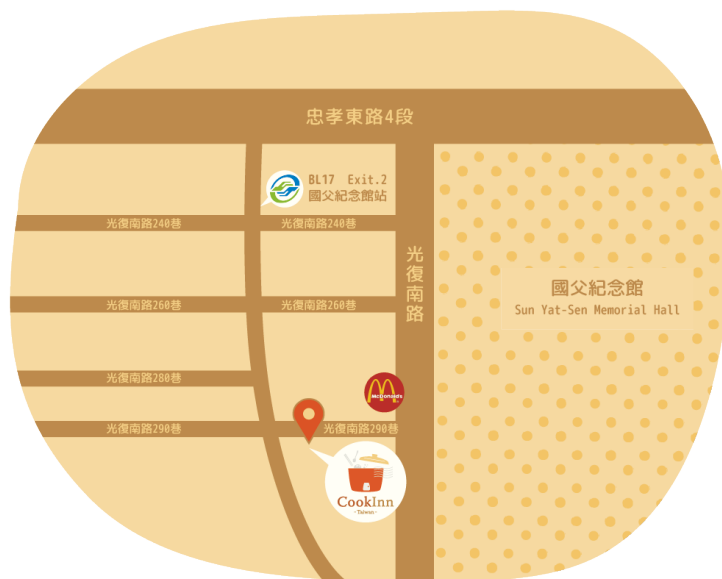 忠孝東路4段
BL17 Exit.2
國父紀念館站
光復南路240巷
光復南路240巷
光復南路
國父紀念館
Sun Yat-Sen Memorial Hall
光復南路260巷
光復南路260巷
光復南路280巷
McDonald's
光復南路290巷
光復南路290巷
CookInn
·Taiwan·